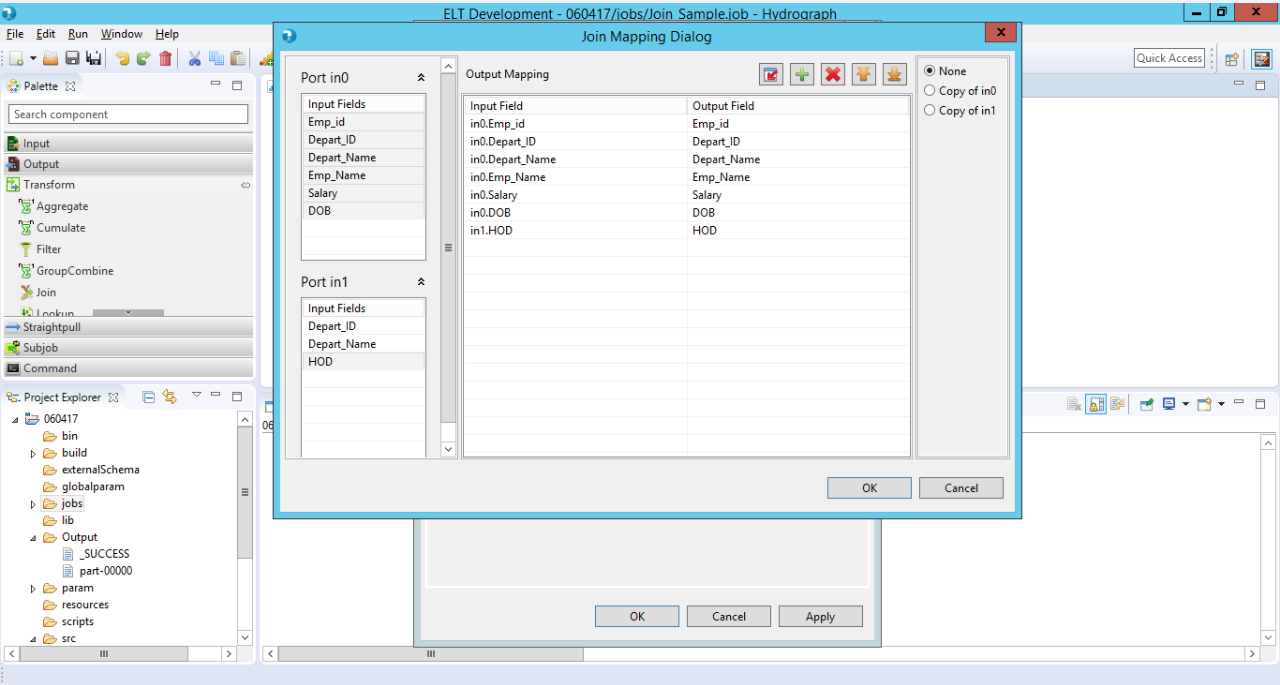 ELT Development - 060417/jobs/Join_Sample.job - Hydrograph
File Edit Run Window Help
Quick Access
Palette
Search component
Input
Output
Transform
Aggregate
Cumulate
Filter
GroupCombine
Join
Lookup
Straightpull
Subjob
Command
Project Explorer
060417
bin
build
externalSchema
globalparam
jobs
lib
Output
_SUCCESS
part-00000
param
resources
scripts
src
Join Mapping Dialog
Port in0
Input Fields
Emp_id
Depart_ID
Depart_Name
Emp_Name
Salary
DOB
Port in1
Input Fields
Depart_ID
Depart_Name
HOD
Output Mapping
Input Field Output Field
in0.Emp_id Emp_id
in0.Depart_ID Depart_ID
in0.Depart_Name Depart_Name
in0.Emp_Name Emp_Name
in0.Salary Salary
in0.DOB DOB
in1.HOD HOD
None
Copy of in0
Copy of in1
OK Cancel
OK Cancel Apply